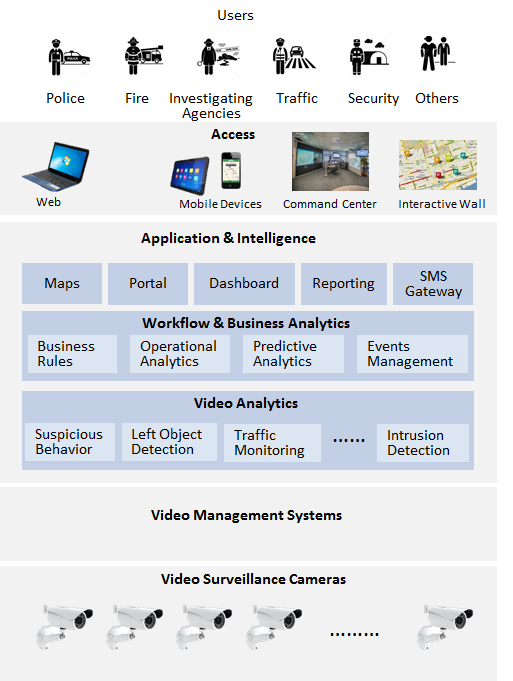 Users
Police
Fire
Investigating
Agencies
Traffic
Security
Others
Access
Web
Mobile Devices
Command Center
Interactive Wall
Application & Intelligence
Maps
Portal
Dashboard
Reporting
SMS
Gateway
Workflow & Business Analytics
Business
Rules
Operational
Analytics
Predictive
Analytics
Events
Management
Video Analytics
Suspicious
Behavior
Left Object
Detection
Traffic
Monitoring
……
Intrusion
Detection
Video Management Systems
Video Surveillance Cameras
………